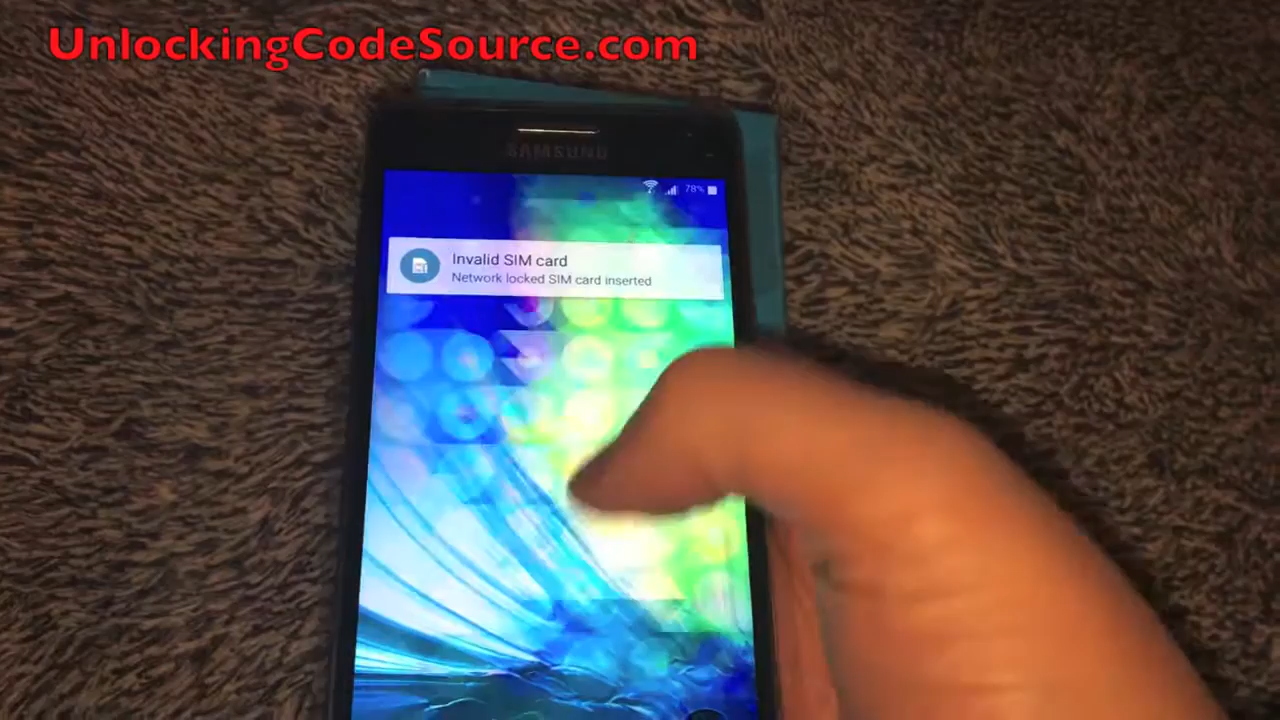 UnlockingCodeSource.com
SAMSUNG
78%
Invalid SIM card
Network locked SIM card inserted